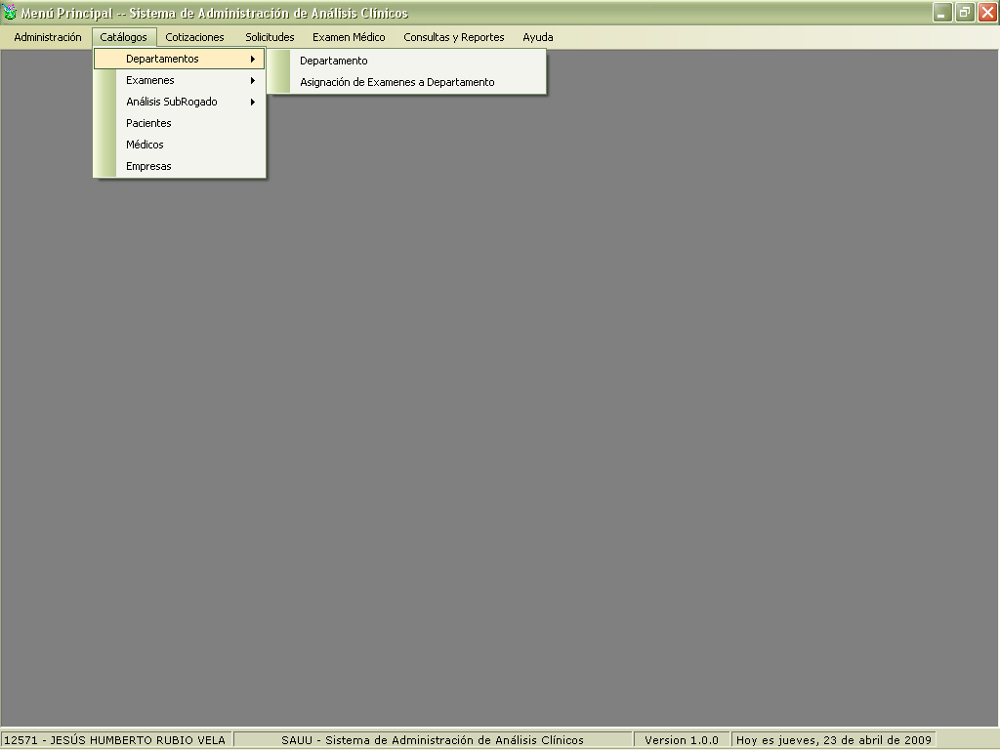 Menú Principal -- Sistema de Administración de Análisis Clínicos
Administración Catálogos Cotizaciones Solicitudes Examen Médico Consultas y Reportes Ayuda
Departamentos
Examenes
Análisis SubRogado
Pacientes
Médicos
Empresas
Departamento
Asignación de Examenes a Departamento
12571 - JESÚS HUMBERTO RUBIO VELA SAUU - Sistema de Administración de Análisis Clínicos Version 1.0.0 Hoy es jueves, 23 de abril de 2009